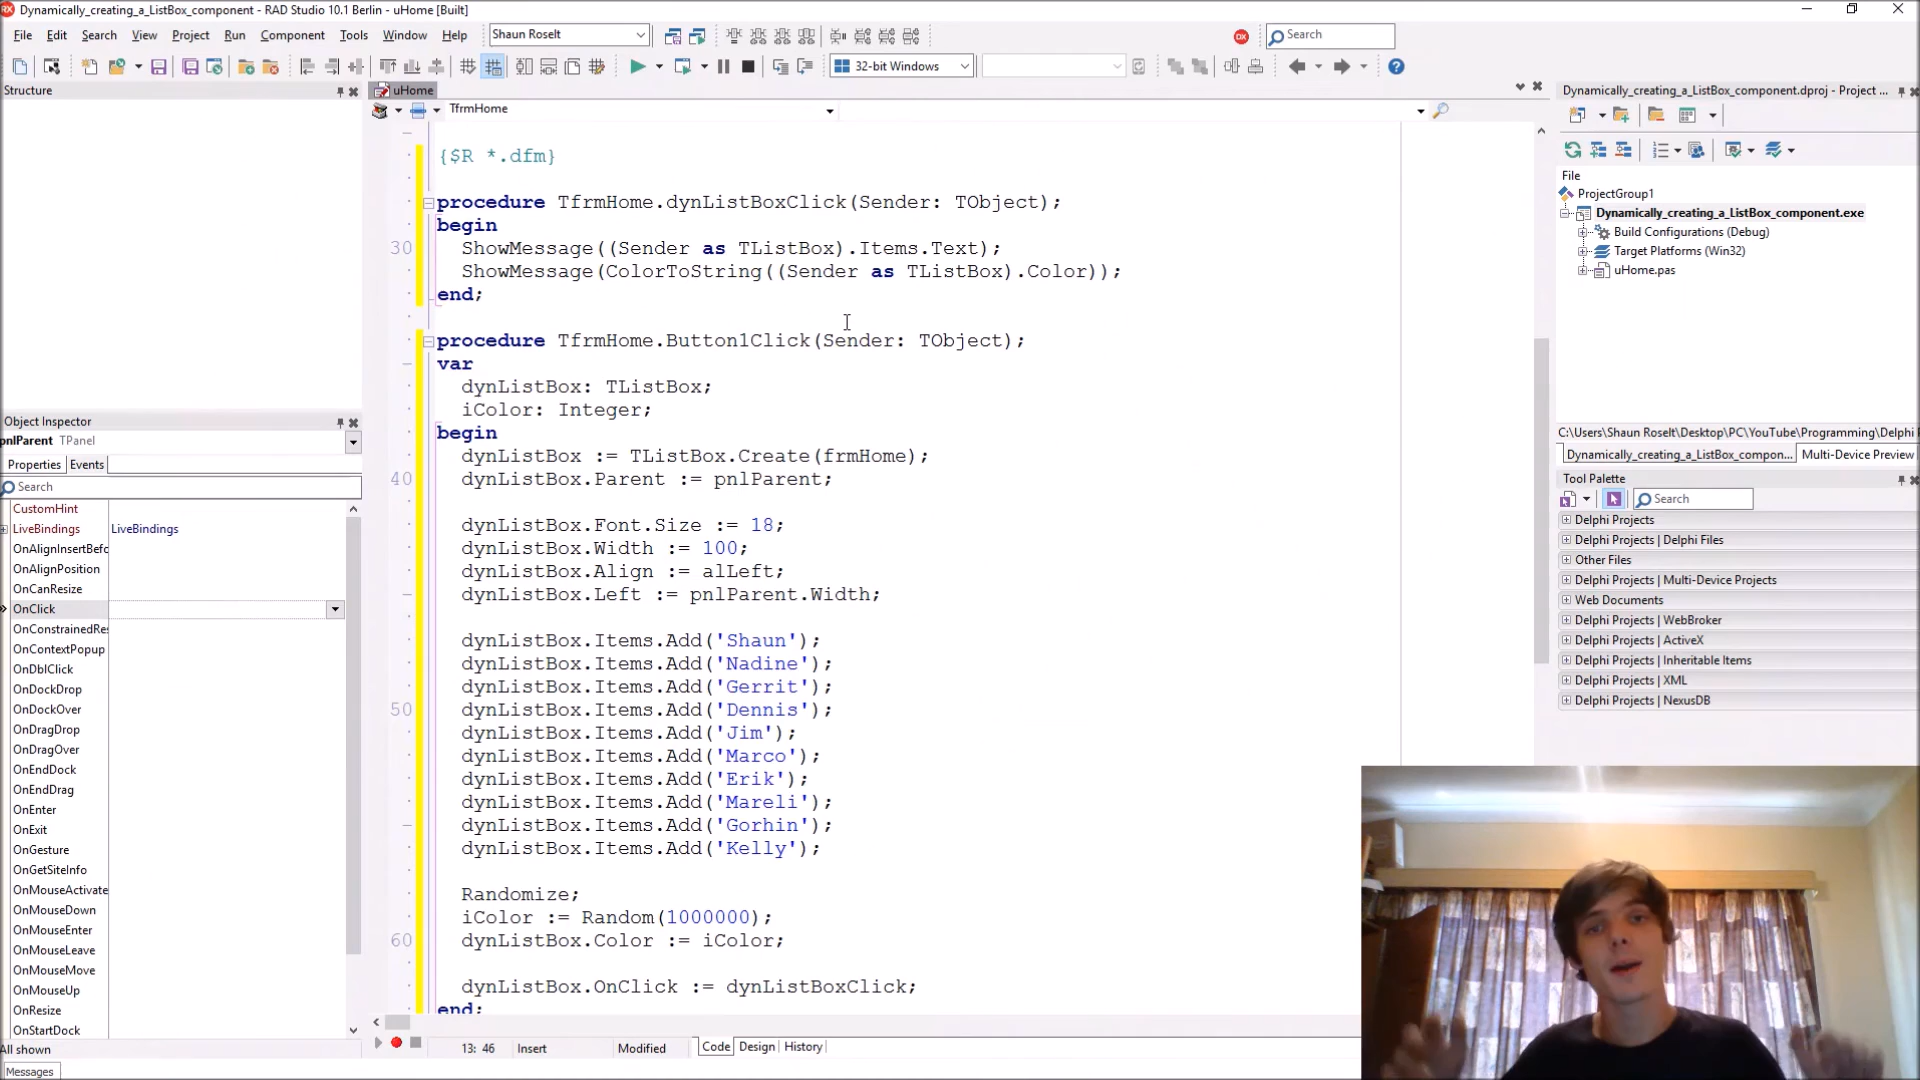 Dynamically_creating_a_ListBox_component - RAD Studio 10.1 Berlin - uHome [Built]
File Edit Search View Project Run Component Tools Window Help Shaun Roselt Search
32-bit Windows
Structure
uHome
TfrmHome
{$R *.dfm}
procedure TfrmHome.dynListBoxClick(Sender: TObject);
begin
30 ShowMessage((Sender as TListBox).Items.Text);
ShowMessage(ColorToString((Sender as TListBox).Color));
end;
procedure TfrmHome.Button1Click(Sender: TObject);
var
dynListBox: TListBox;
iColor: Integer;
begin
dynListBox := TListBox.Create(frmHome);
40 dynListBox.Parent := pnlParent;
dynListBox.Font.Size := 18;
dynListBox.Width := 100;
dynListBox.Align := alLeft;
dynListBox.Left := pnlParent.Width;
dynListBox.Items.Add('Shaun');
dynListBox.Items.Add('Nadine');
dynListBox.Items.Add('Gerrit');
50 dynListBox.Items.Add('Dennis');
dynListBox.Items.Add('Jim');
dynListBox.Items.Add('Marco');
dynListBox.Items.Add('Erik');
dynListBox.Items.Add('Mareli');
dynListBox.Items.Add('Gorhin');
dynListBox.Items.Add('Kelly');
Randomize;
iColor := Random(1000000);
60 dynListBox.Color := iColor;
dynListBox.OnClick := dynListBoxClick;
end;
13: 46 Insert Modified Code Design History
Object Inspector
pnlParent TPanel
Properties Events
Search
CustomHint
LiveBindings LiveBindings
OnAlignInsertBefo
OnAlignPosition
OnCanResize
OnClick
OnConstrainedRes
OnContextPopup
OnDblClick
OnDockDrop
OnDockOver
OnDragDrop
OnDragOver
OnEndDock
OnEndDrag
OnEnter
OnExit
OnGesture
OnGetSiteInfo
OnMouseActivate
OnMouseDown
OnMouseEnter
OnMouseLeave
OnMouseMove
OnMouseUp
OnResize
OnStartDock
All shown
Messages
Dynamically_creating_a_ListBox_component.dproj - Project ...
File
ProjectGroup1
Dynamically_creating_a_ListBox_component.exe
Build Configurations (Debug)
Target Platforms (Win32)
uHome.pas
C:\Users\Shaun Roselt\Desktop\PC\YouTube\Programming\Delphi
Dynamically_creating_a_ListBox_compon... Multi-Device Preview
Tool Palette
Search
Delphi Projects
Delphi Projects | Delphi Files
Other Files
Delphi Projects | Multi-Device Projects
Web Documents
Delphi Projects | WebBroker
Delphi Projects | ActiveX
Delphi Projects | Inheritable Items
Delphi Projects | XML
Delphi Projects | NexusDB